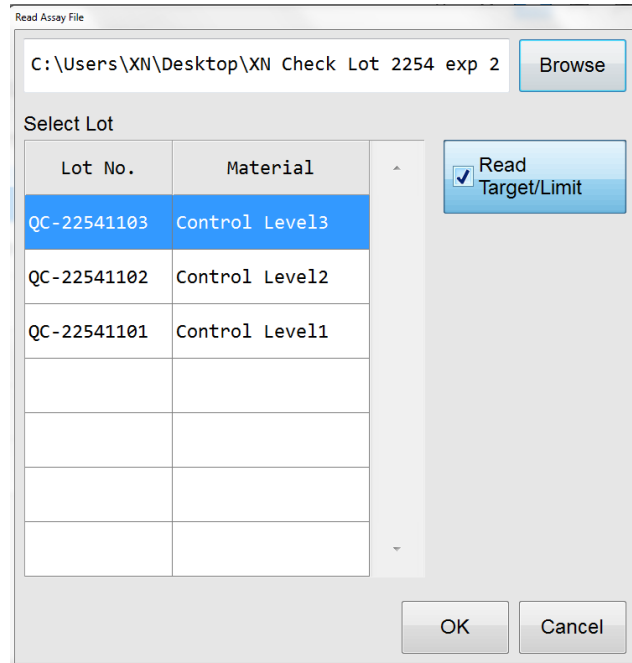 Read Assay File
C:\Users\XN\Desktop\XN Check Lot 2254 exp 2
Browse
Select Lot
Lot No. Material
Read
Target/Limit
QC-22541103 Control Level3
QC-22541102 Control Level2
QC-22541101 Control Level1
OK Cancel